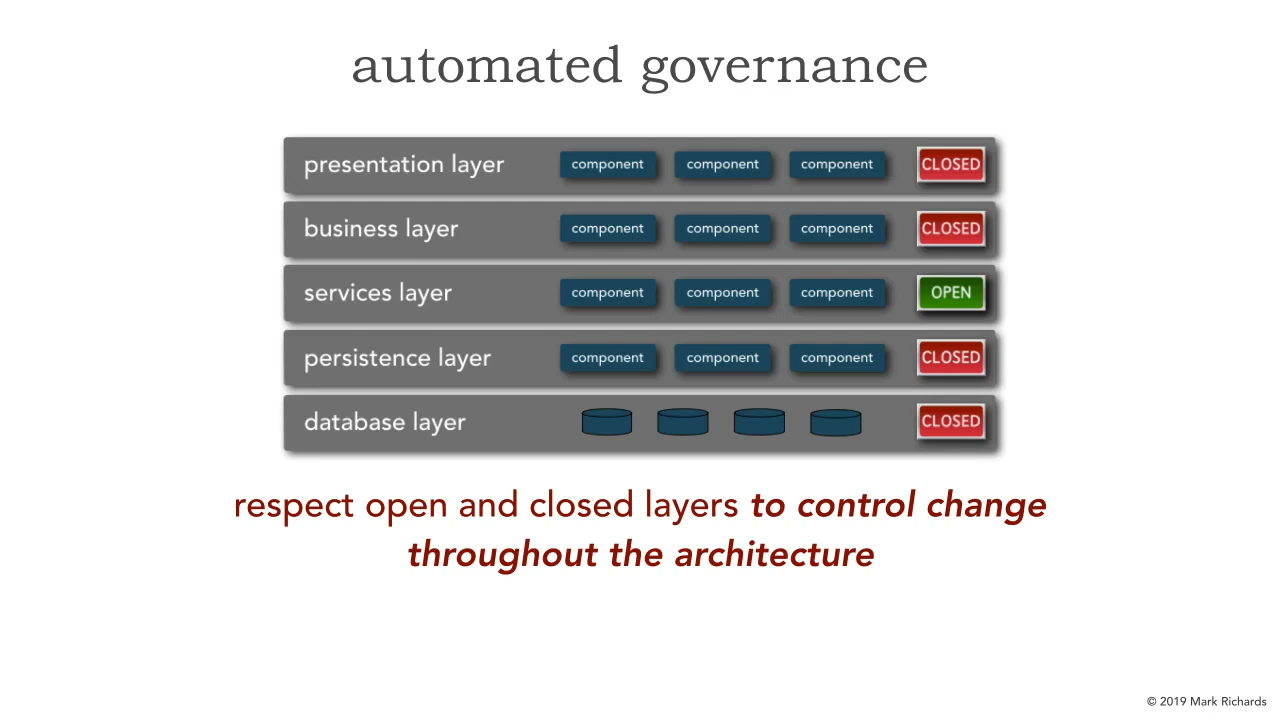 automated governance
presentation layer component component component CLOSED
business layer component component component CLOSED
services layer component component component OPEN
persistence layer component component component CLOSED
database layer CLOSED
respect open and closed layers to control change
throughout the architecture
© 2019 Mark Richards